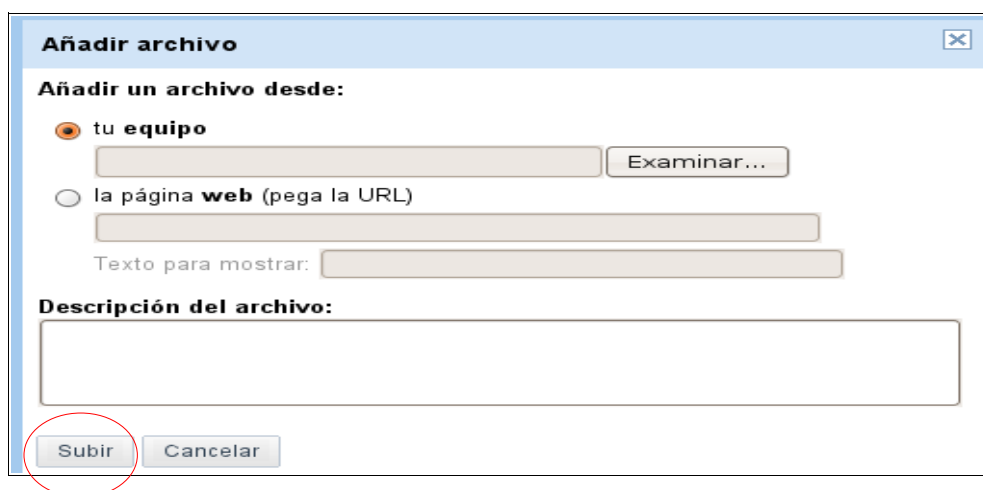 Añadir archivo
Añadir un archivo desde:
tu equipo
Examinar...
la página web (pega la URL)
Texto para mostrar:
Descripción del archivo:
Subir Cancelar